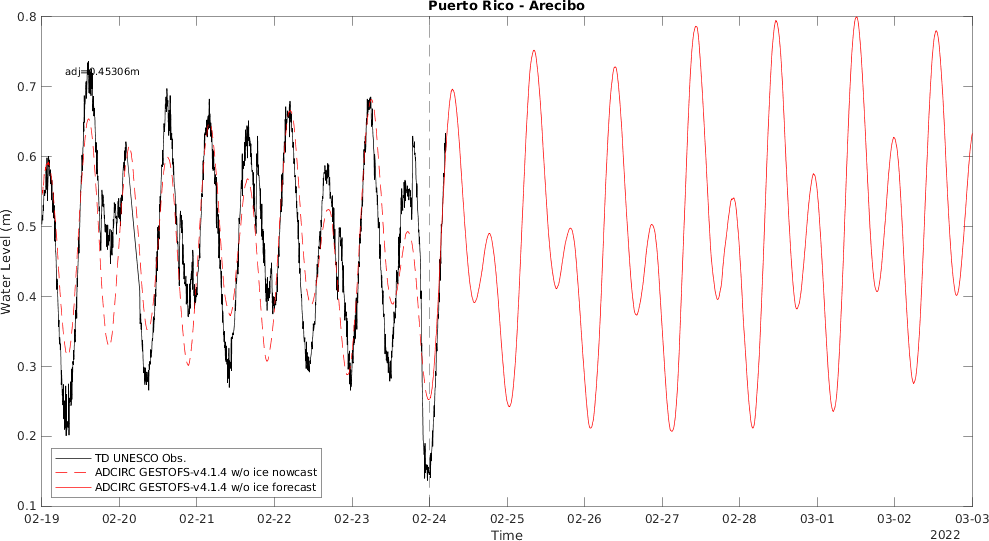 Puerto Rico - Arecibo
0.8
0.7
0.6
0.5
0.4
0.3
0.2
0.1
Water Level (m)
adj=0.45306m
TD UNESCO Obs.
ADCIRC GESTOFS-v4.1.4 w/o ice nowcast
ADCIRC GESTOFS-v4.1.4 w/o ice forecast
02-19 02-20 02-21 02-22 02-23 02-24 02-25 02-26 02-27 02-28 03-01 03-02 03-03
Time
2022